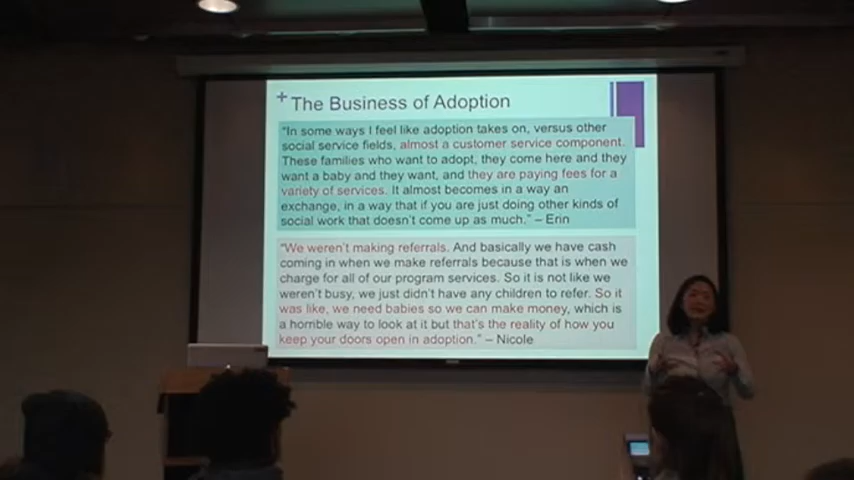 + The Business of Adoption
"In some ways I feel like adoption takes on, versus other
social service fields, almost a customer service component.
These families who want to adopt, they come here and they
want a baby and they want, and they are paying fees for a
variety of services. It almost becomes in a way an
exchange, in a way that if you are just doing other kinds of
social work that doesn't come up as much." – Erin
"We weren't making referrals. And basically we have cash
coming in when we make referrals because that is when we
charge for all of our program services. So it is not like we
weren't busy, we just didn't have any children to refer. So it
was like, we need babies so we can make money, which is
a horrible way to look at it but that's the reality of how you
keep your doors open in adoption." – Nicole